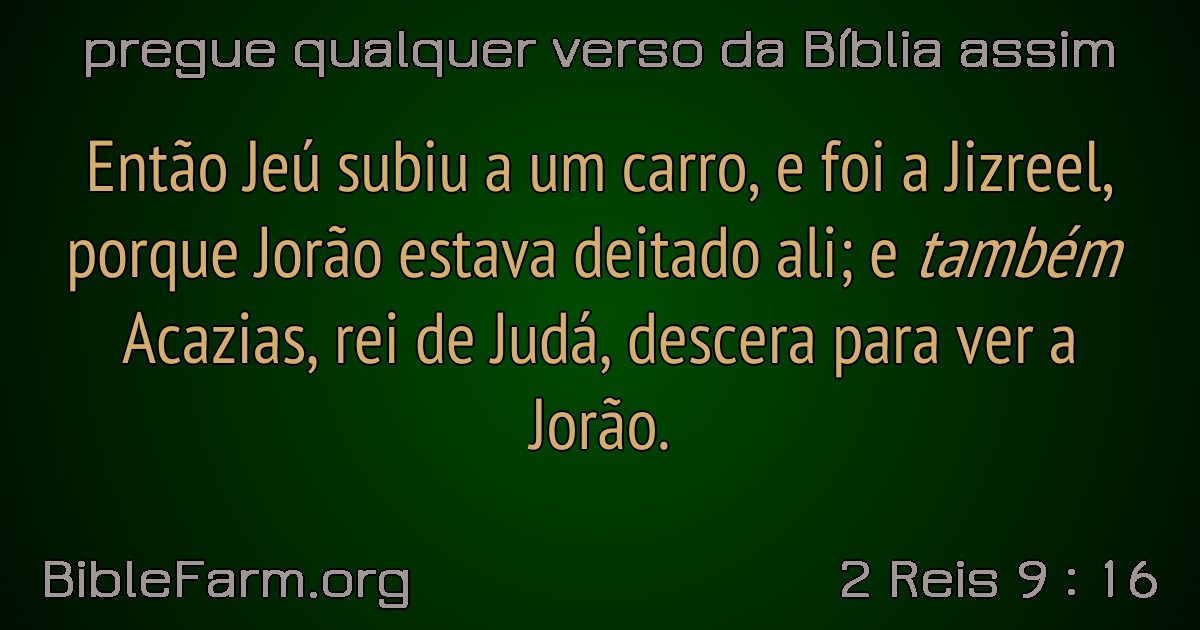 pregue qualquer verso da Bíblia assim
Então Jeú subiu a um carro, e foi a Jizreel,
porque Jorão estava deitado ali; e também
Acazias, rei de Judá, descera para ver a
Jorão.
BibleFarm.org
2 Reis 9 : 16